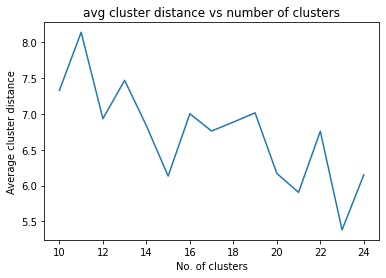 avg cluster distance vs number of clusters
Average cluster distance
8.0
7.5
7.0
6.5
6.0
5.5
10 12 14 16 18 20 22 24
No. of clusters